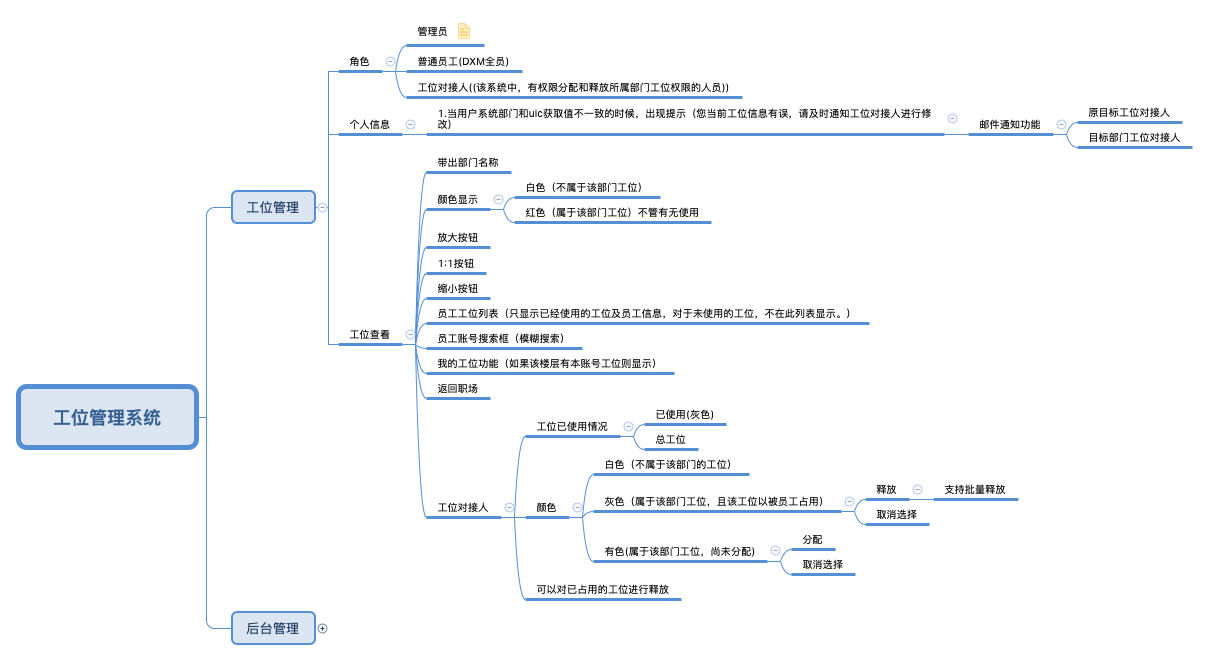 管理员
角色
普通员工(DXM全员)
工位对接人((该系统中，有权限分配和释放所属部门工位权限的人员))
个人信息
1.当用户系统部门和uic获取值不一致的时候，出现提示（您当前工位信息有误，请及时通知工位对接人进行修
改）
邮件通知功能
原目标工位对接人
目标部门工位对接人
工位管理
带出部门名称
颜色显示
白色（不属于该部门工位）
红色（属于该部门工位）不管有无使用
放大按钮
1:1按钮
缩小按钮
工位查看
员工工位列表（只显示已经使用的工位及员工信息，对于未使用的工位，不在此列表显示。）
员工账号搜索框（模糊搜索）
我的工位功能（如果该楼层有本账号工位则显示）
返回职场
工位管理系统
工位对接人
工位已使用情况
已使用(灰色)
总工位
颜色
白色（不属于该部门的工位）
灰色（属于该部门工位，且该工位以被员工占用）
释放
支持批量释放
取消选择
有色(属于该部门工位，尚未分配)
分配
取消选择
可以对已占用的工位进行释放
后台管理